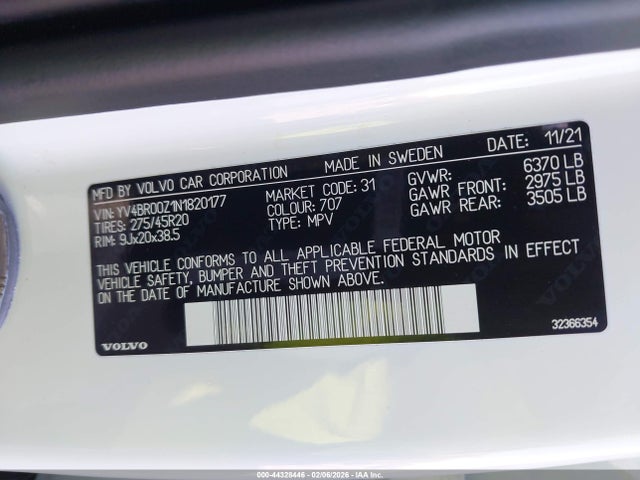 MFD BY VOLVO CAR CORPORATION MADE IN SWEDEN DATE: 11/21
VIN: YV4BR00Z1N1820177 MARKET CODE: 31 GVWR: 6370 LB
TIRES: 275/45R20 COLOUR: 707 GAWR FRONT: 2975 LB
RIM: 9Jx20x38.5 TYPE: MPV GAWR REAR: 3505 LB
THIS VEHICLE CONFORMS TO ALL APPLICABLE FEDERAL MOTOR
VEHICLE SAFETY, BUMPER AND THEFT PREVENTION STANDARDS IN EFFECT
ON THE DATE OF MANUFACTURE SHOWN ABOVE.
32366354
VOLVO
000-44328446 - 02/06/2026 - IAA Inc.